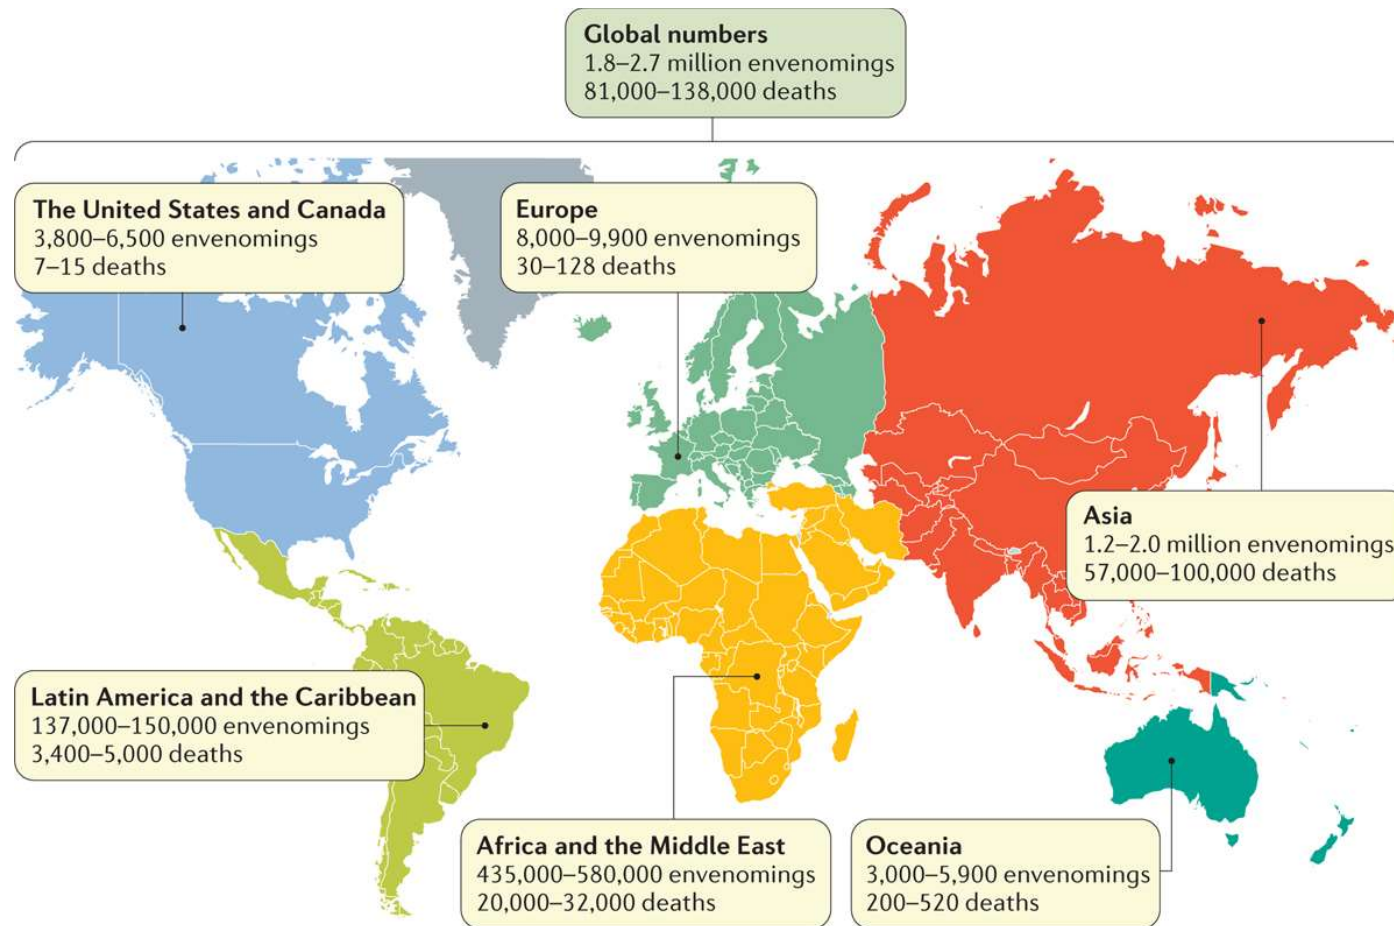 Global numbers
1.8–2.7 million envenomings
81,000–138,000 deaths
The United States and Canada
3,800–6,500 envenomings
7–15 deaths
Europe
8,000–9,900 envenomings
30–128 deaths
Asia
1.2–2.0 million envenomings
57,000–100,000 deaths
Latin America and the Caribbean
137,000–150,000 envenomings
3,400–5,000 deaths
Africa and the Middle East
435,000–580,000 envenomings
20,000–32,000 deaths
Oceania
3,000–5,900 envenomings
200–520 deaths